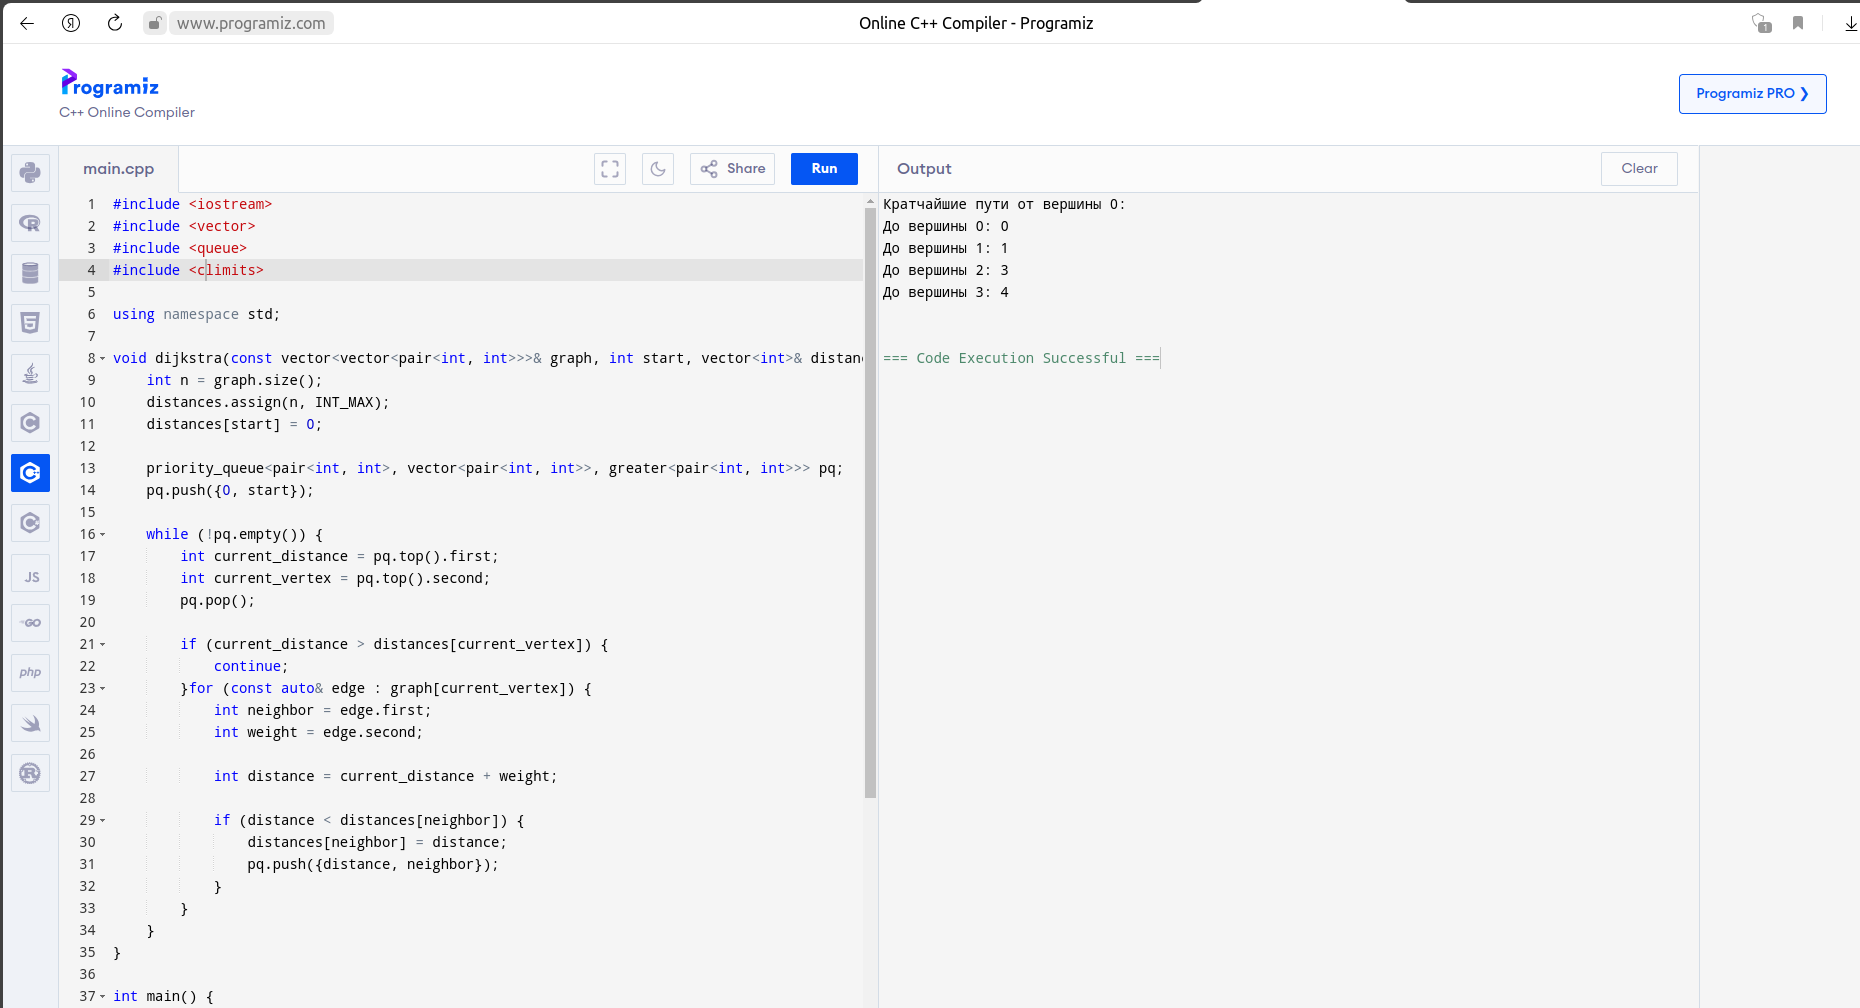 www.programiz.com
Online C++ Compiler - Programiz
1
Programiz
C++ Online Compiler
Programiz PRO ❯
main.cpp
Share
Run
Output
Clear
JS
GO
php
1 #include <iostream>
2 #include <vector>
3 #include <queue>
4 #include <climits>
5
6 using namespace std;
7
8 void dijkstra(const vector<vector<pair<int, int>>>& graph, int start, vector<int>& distan
9     int n = graph.size();
10     distances.assign(n, INT_MAX);
11     distances[start] = 0;
12
13     priority_queue<pair<int, int>, vector<pair<int, int>>, greater<pair<int, int>>> pq;
14     pq.push({0, start});
15
16     while (!pq.empty()) {
17         int current_distance = pq.top().first;
18         int current_vertex = pq.top().second;
19         pq.pop();
20
21         if (current_distance > distances[current_vertex]) {
22             continue;
23         }for (const auto& edge : graph[current_vertex]) {
24             int neighbor = edge.first;
25             int weight = edge.second;
26
27             int distance = current_distance + weight;
28
29             if (distance < distances[neighbor]) {
30                 distances[neighbor] = distance;
31                 pq.push({distance, neighbor});
32             }
33         }
34     }
35 }
36
37 int main() {
Кратчайшие пути от вершины 0:
До вершины 0: 0
До вершины 1: 1
До вершины 2: 3
До вершины 3: 4
=== Code Execution Successful ===